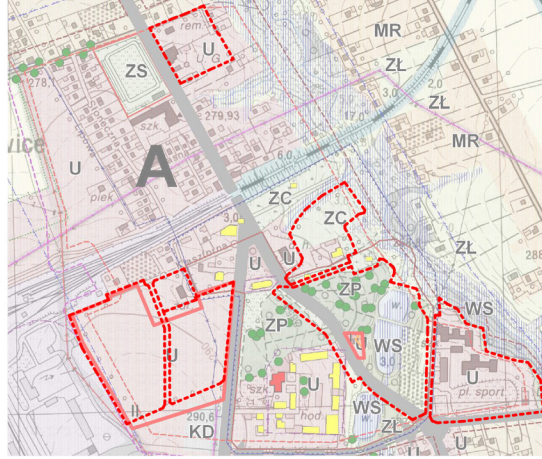 rem.
U
MR
U G
ZS
ZŁ
278,1
2,0
3,0
ZŁ
279,93
17,0
szk.
MR
wice
A
6,0
U
piek
ZC
ZC
3,0
U
U
ZŁ
ZP
WS
w
ZP
U
WS
3,0
U
szk
U
U
WS
pl. sport
hod
290,6
ZŁ
KD
U
U